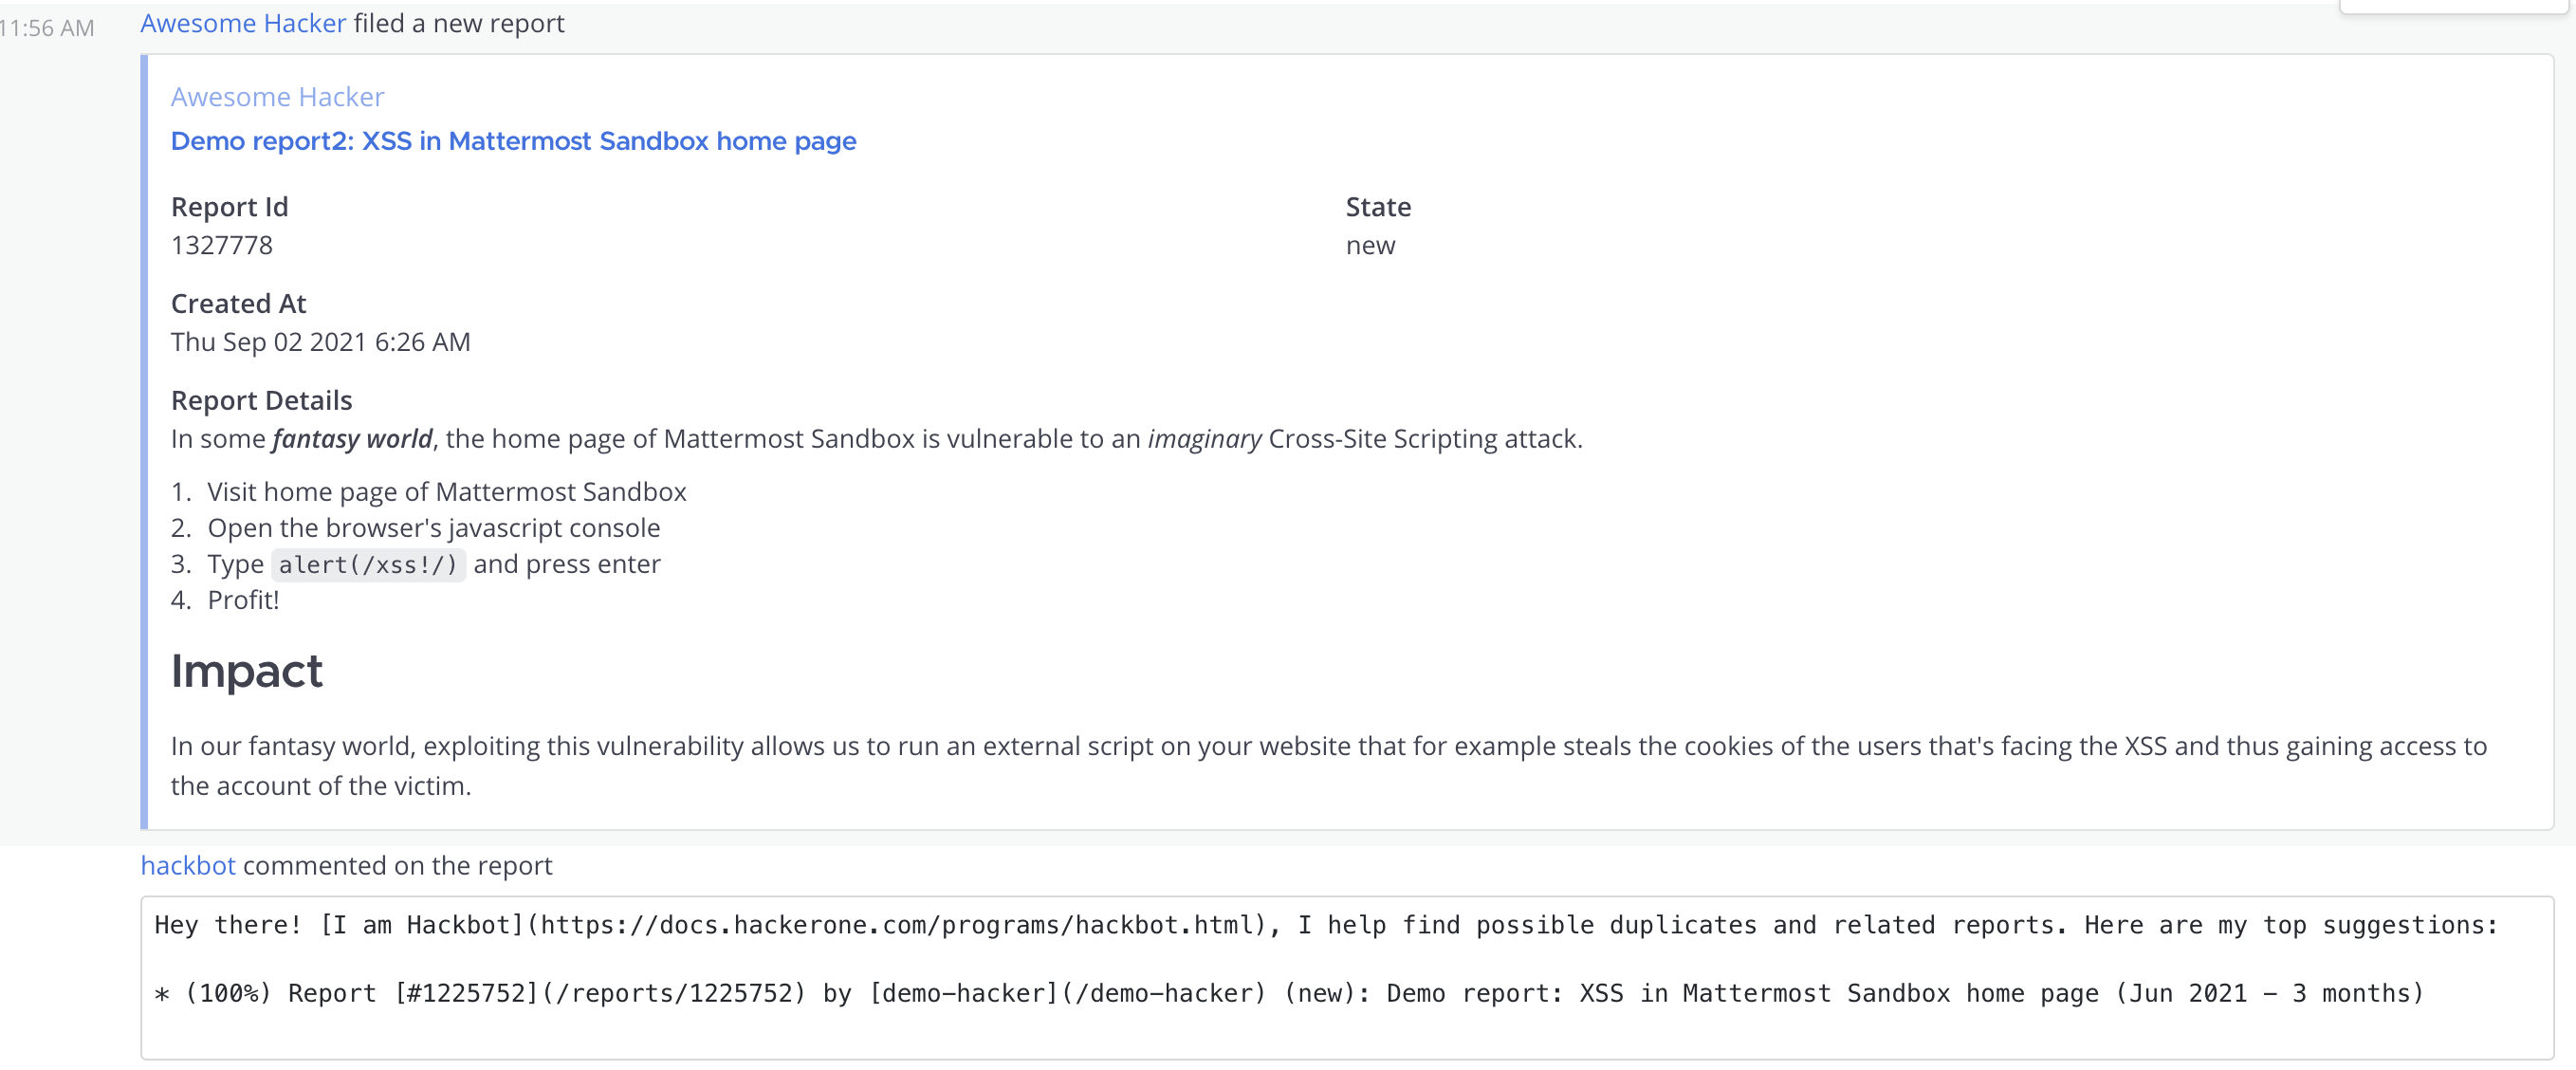 11:56 AM
Awesome Hacker filed a new report
Awesome Hacker
Demo report2: XSS in Mattermost Sandbox home page
Report Id
State
1327778
new
Created At
Thu Sep 02 2021 6:26 AM
Report Details
In some fantasy world, the home page of Mattermost Sandbox is vulnerable to an imaginary Cross-Site Scripting attack.
1. Visit home page of Mattermost Sandbox
2. Open the browser's javascript console
3. Type alert(/xss!/) and press enter
4. Profit!
Impact
In our fantasy world, exploiting this vulnerability allows us to run an external script on your website that for example steals the cookies of the users that's facing the XSS and thus gaining access to
the account of the victim.
hackbot commented on the report
Hey there! [I am Hackbot](https://docs.hackerone.com/programs/hackbot.html), I help find possible duplicates and related reports. Here are my top suggestions:
* (100%) Report [#1225752](/reports/1225752) by [demo-hacker](/demo-hacker) (new): Demo report: XSS in Mattermost Sandbox home page (Jun 2021 - 3 months)